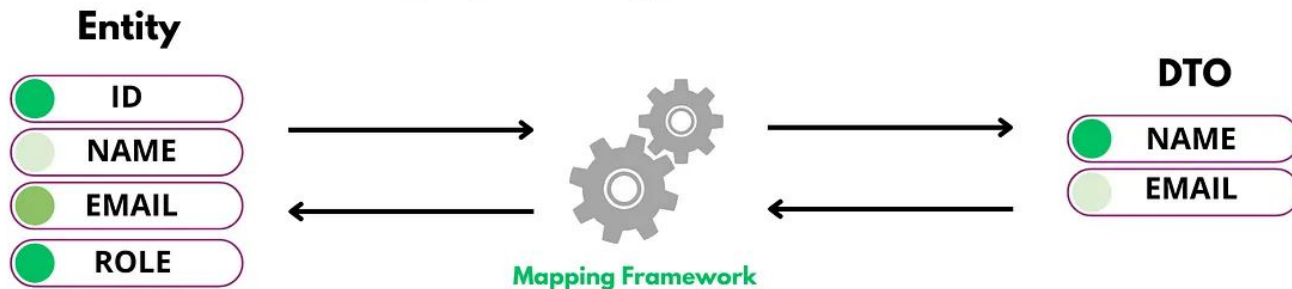 Entity
ID
NAME
EMAIL
ROLE
Mapping Framework
DTO
NAME
EMAIL